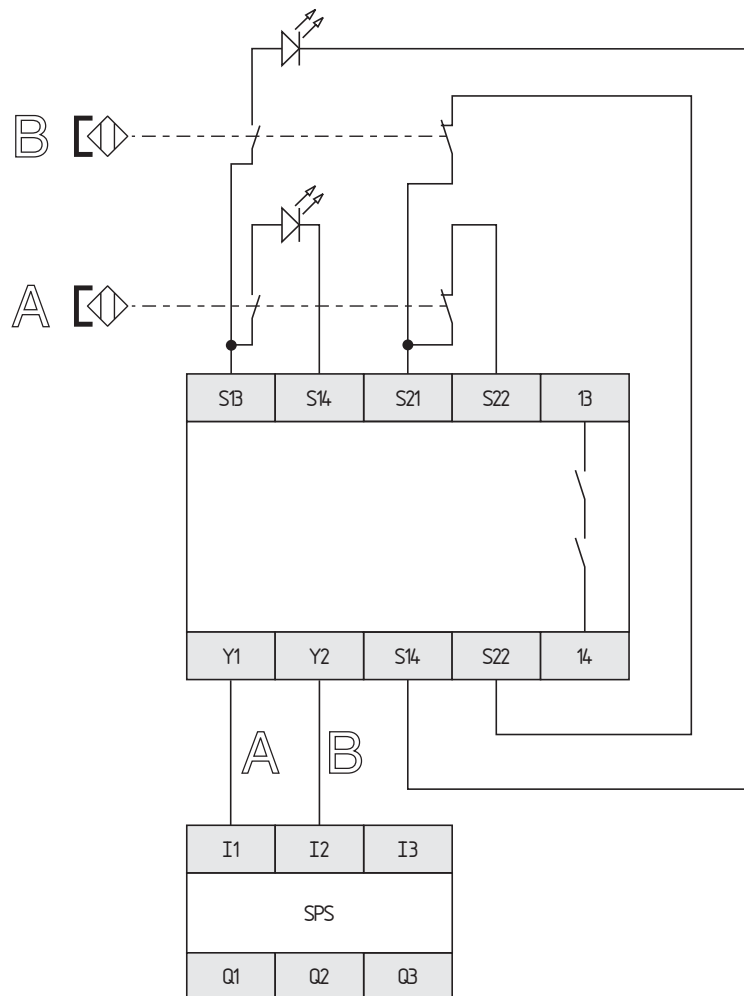 B
A
S13 S14 S21 S22 13
Y1 Y2 S14 S22 14
A B
I1 I2 I3
SPS
Q1 Q2 Q3